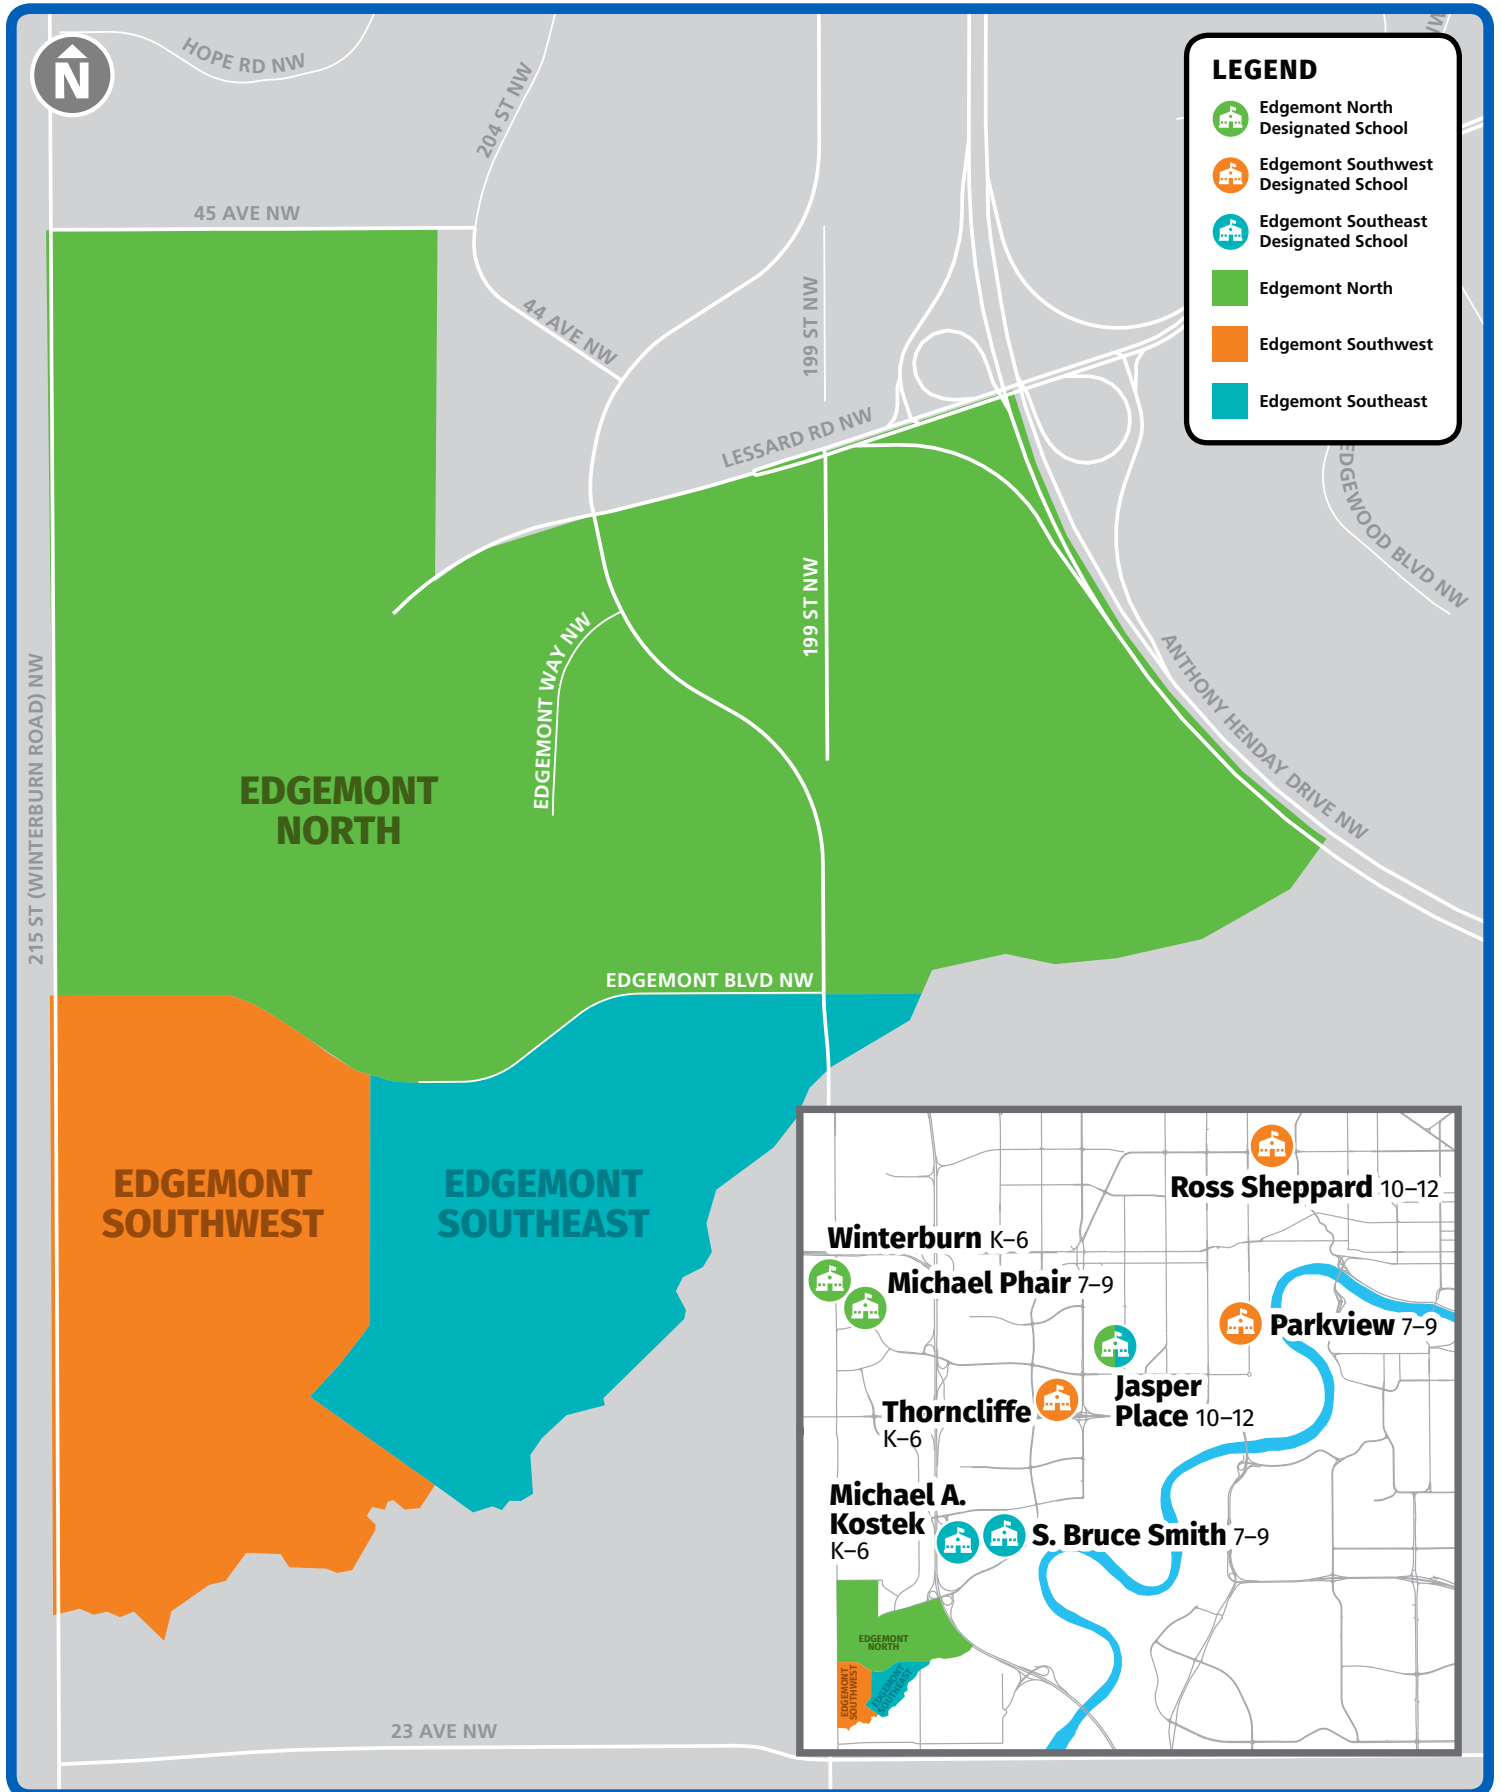 N
HOPE RD NW
204 ST NW
NW
LEGEND
Edgemont North
Designated School
Edgemont Southwest
Designated School
Edgemont Southeast
Designated School
Edgemont North
Edgemont Southwest
Edgemont Southeast
45 AVE NW
44 AVE NW
199 ST NW
LESSARD RD NW
EDGEWOOD BLVD NW
199 ST NW
EDGEMONT WAY NW
ANTHONY HENDAY DRIVE NW
215 ST (WINTERBURN ROAD) NW
EDGEMONT
NORTH
EDGEMONT BLVD NW
EDGEMONT
SOUTHWEST
EDGEMONT
SOUTHEAST
Ross Sheppard 10–12
Winterburn K–6
Michael Phair 7–9
Parkview 7–9
Jasper
Place 10–12
Thorncliffe
K–6
Michael A.
Kostek
K–6
S. Bruce Smith 7–9
EDGEMONT
NORTH
EDGEMONT
SOUTHWEST
EDGEMONT
SOUTHEAST
23 AVE NW